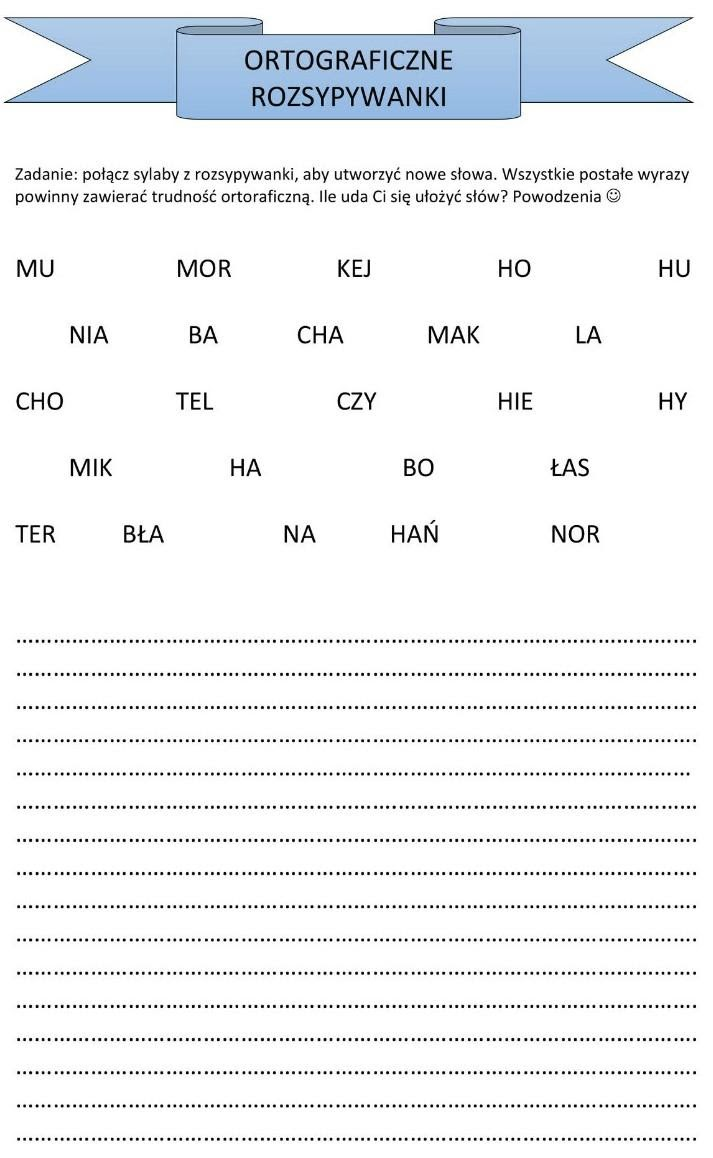 ORTOGRAFICZNE
ROZSYPYWANKI
Zadanie: połącz sylaby z rozsypywanki, aby utworzyć nowe słowa. Wszystkie postałe wyrazy
powinny zawierać trudność ortoraficzną. Ile uda Ci się ułożyć słów? Powodzenia ☺
MU MOR KEJ HO HU
NIA BA CHA MAK LA
CHO TEL CZY HIE HY
MIK HA BO ŁAS
TER BŁA NA HAŃ NOR